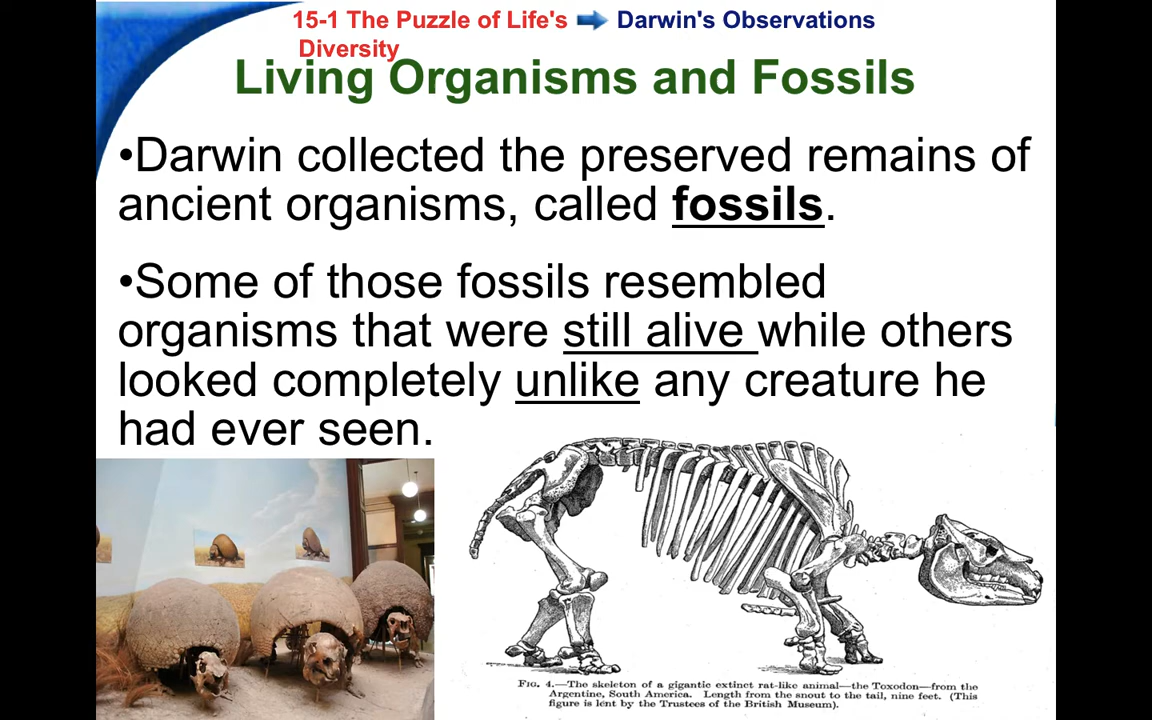 15-1 The Puzzle of Life's Darwin's Observations
Diversity
Living Organisms and Fossils
•Darwin collected the preserved remains of
ancient organisms, called fossils.
•Some of those fossils resembled
organisms that were still alive while others
looked completely unlike any creature he
had ever seen.
FIG. 4.—The skeleton of a gigantic extinct rat-like animal—the Toxodon—from the
Argentine, South America. Length from the snout to the tail, nine feet. (This
figure is lent by the Trustees of the British Museum).